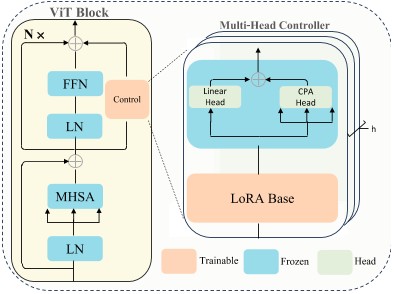 ViT Block
N ×
FFN
LN
Control
MHSA
LN
Multi-Head Controller
Linear
Head
CPA
Head
h
LoRA Base
Trainable
Frozen
Head